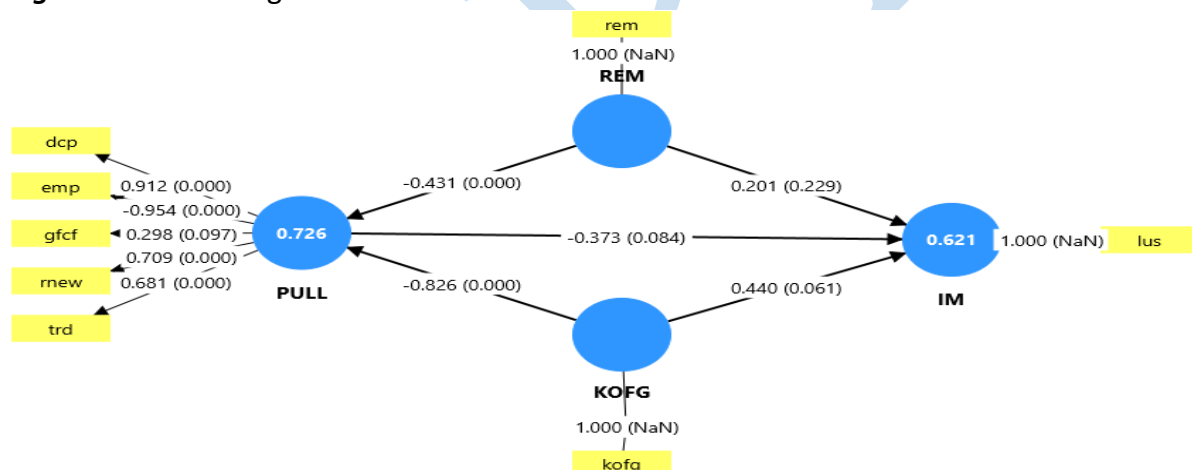 rem
1.000 (NaN)
REM
dcp
emp
gfcf
rnew
trd
0.912 (0.000)
-0.954 (0.000)
0.298 (0.097)
0.709 (0.000)
0.681 (0.000)
0.726
PULL
-0.431 (0.000)
0.201 (0.229)
-0.373 (0.084)
-0.826 (0.000)
0.440 (0.061)
0.621
1.000 (NaN)
lus
IM
KOFG
1.000 (NaN)
kofg